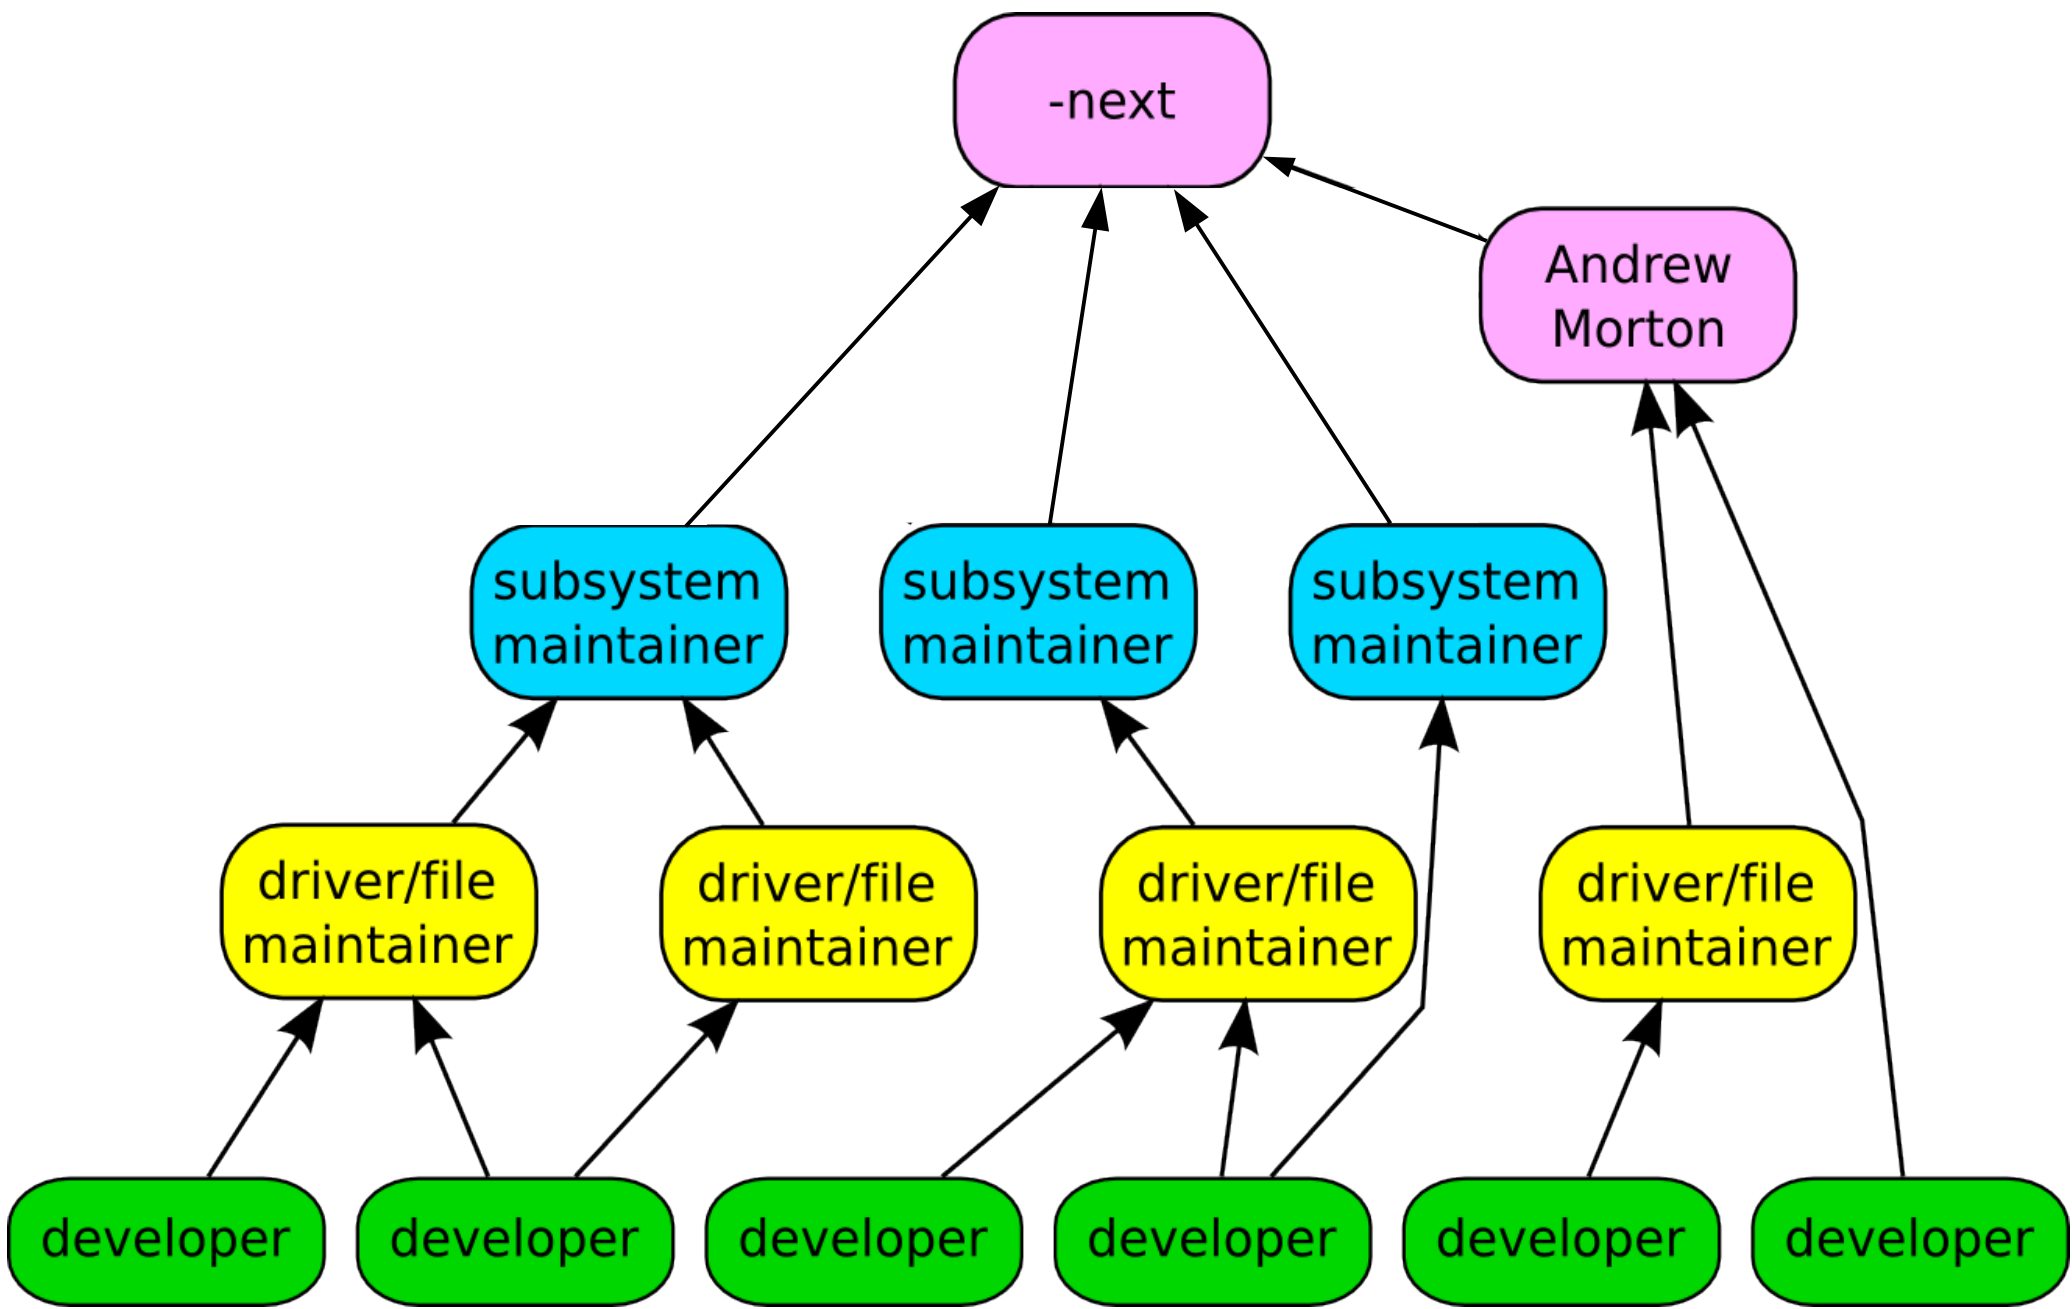 -next
Andrew
Morton
subsystem
maintainer
subsystem
maintainer
subsystem
maintainer
driver/file
maintainer
driver/file
maintainer
driver/file
maintainer
driver/file
maintainer
developer
developer
developer
developer
developer
developer